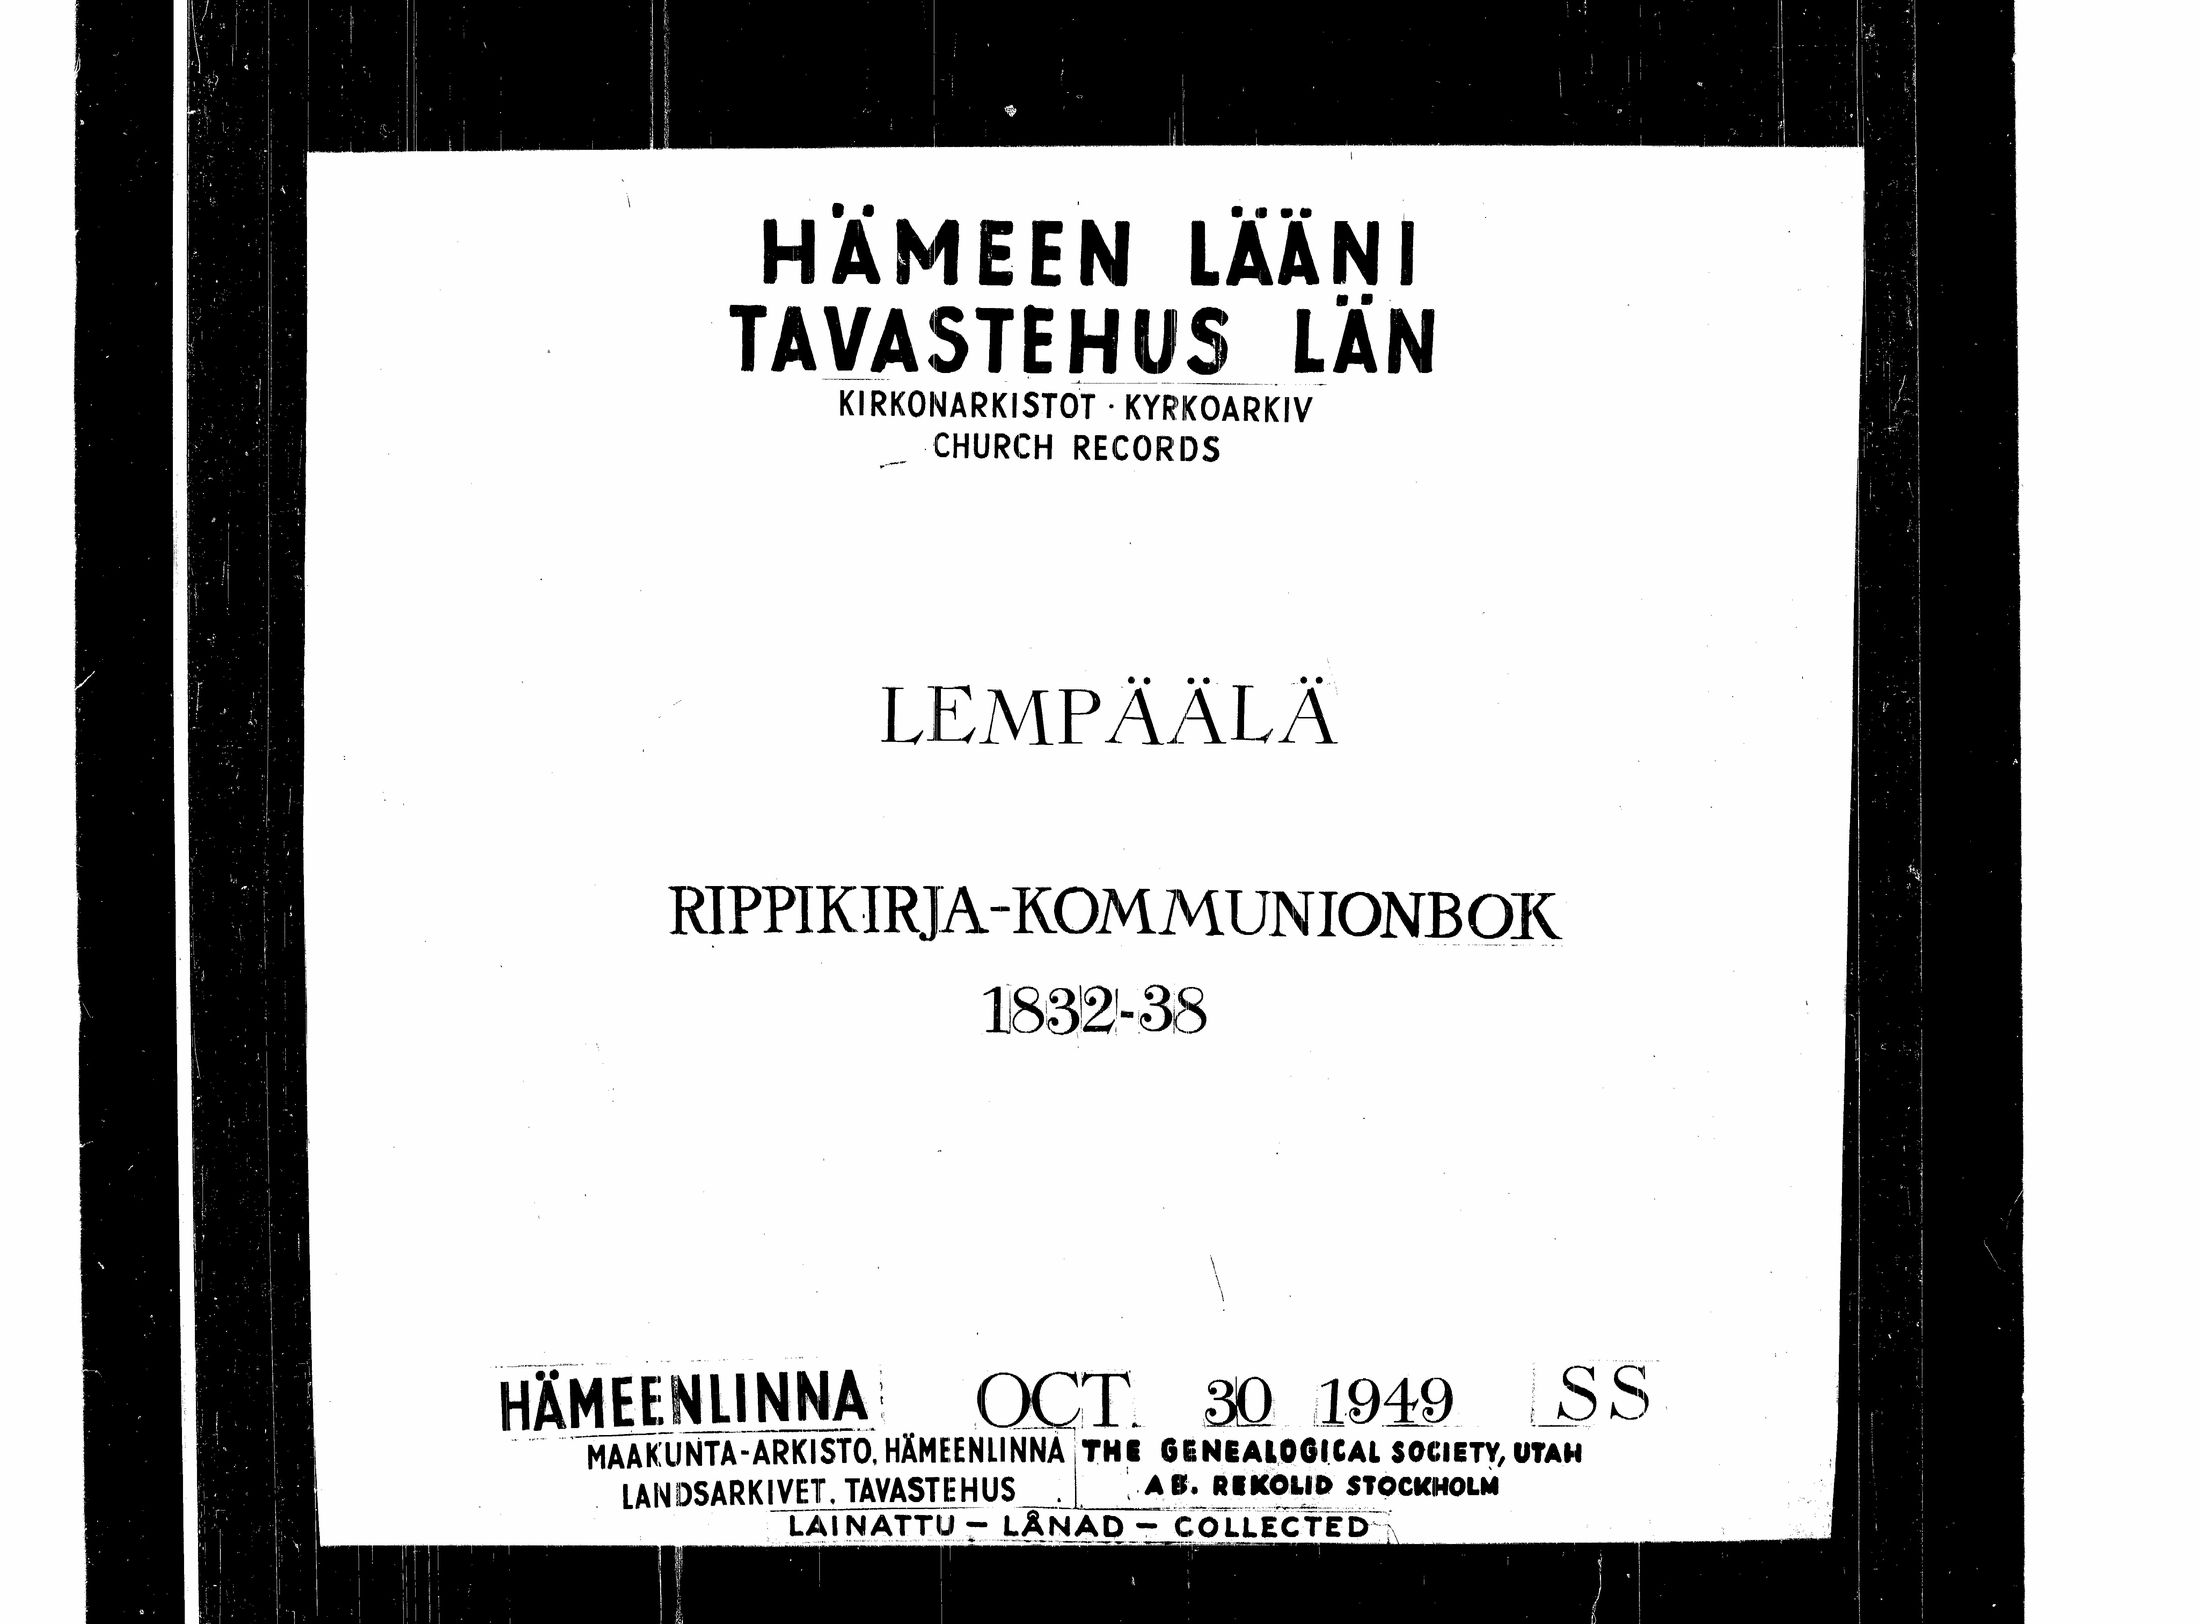 HÄMEEN LÄÄNI
TAVASTEHUS LÄN
KIRKONARKISTOT · KYRKOARKIV
CHURCH RECORDS
LEMPÄÄLÄ
RIPPIKIRJA-KOMMUNIONBOK
1832-38
HÄMEENLINNA OCT. 30 1949 SS
MAAKUNTA-ARKISTO, HÄMEENLINNA THE GENEALOGICAL SOCIETY, UTAH
LANDSARKIVET, TAVASTEHUS AB. REKOLID STOCKHOLM
LAINATTU – LÅNAD – COLLECTED